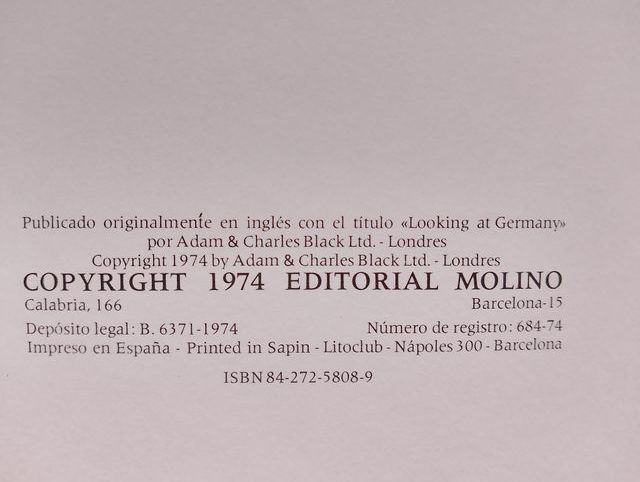 Publicado originalmente en inglés con el título «Looking at Germany»
por Adam & Charles Black Ltd. - Londres
Copyright 1974 by Adam & Charles Black Ltd. - Londres
COPYRIGHT 1974 EDITORIAL MOLINO
Calabria, 166 Barcelona-15
Depósito legal: B. 6371-1974 Número de registro: 684-74
Impreso en España - Printed in Sapin - Litoclub - Nápoles 300 - Barcelona
ISBN 84-272-5808-9